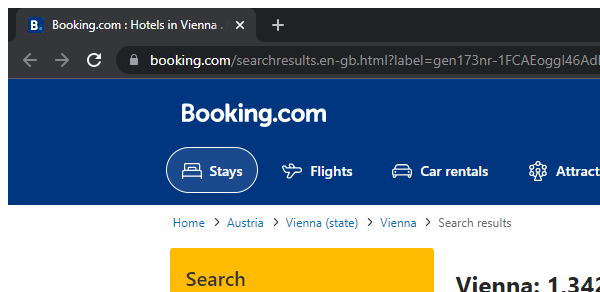 B. Booking.com : Hotels in Vienna .
booking.com/searchresults.en-gb.html?label=gen173nr-1FCAEoggI46Ad
Booking.com
Stays Flights Car rentals Attract
Home Austria Vienna (state) Vienna Search results
Search
Vienna: 1,342